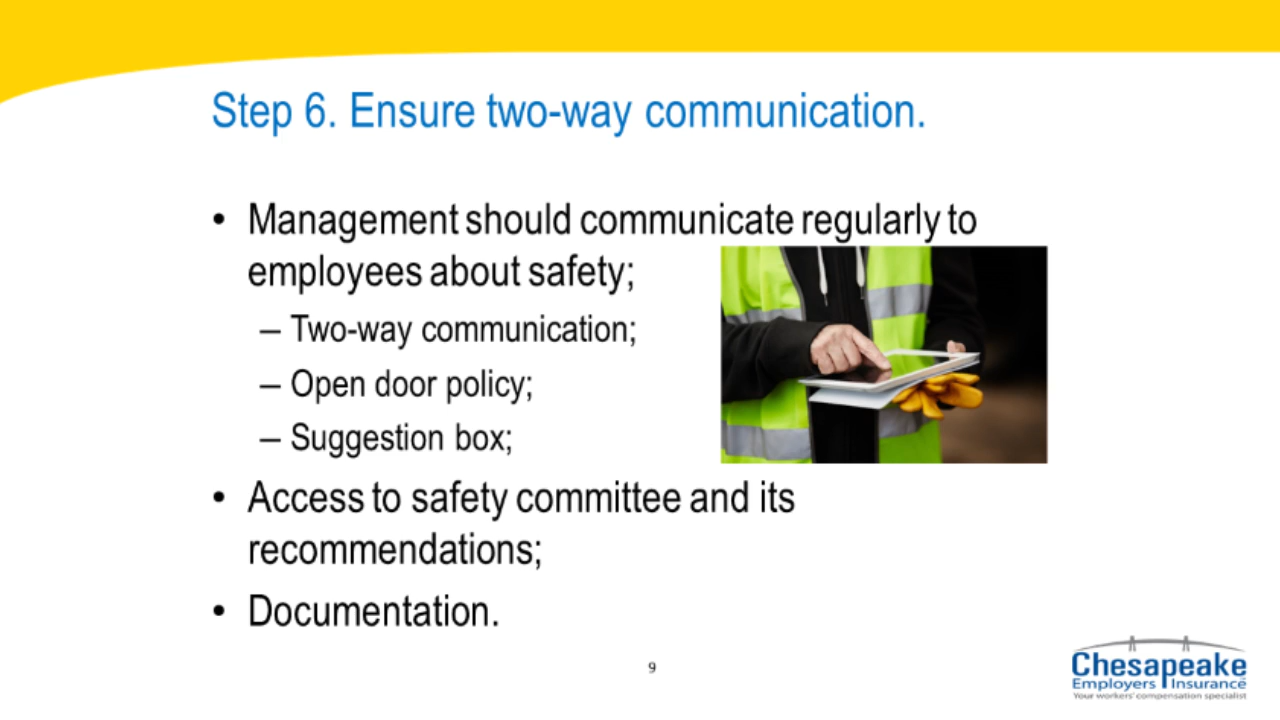 Step 6. Ensure two-way communication.
• Management should communicate regularly to
employees about safety;
– Two-way communication;
– Open door policy;
– Suggestion box;
• Access to safety committee and its
recommendations;
• Documentation.
9
Chesapeake
Employers Insurance
Your workers' compensation specialist